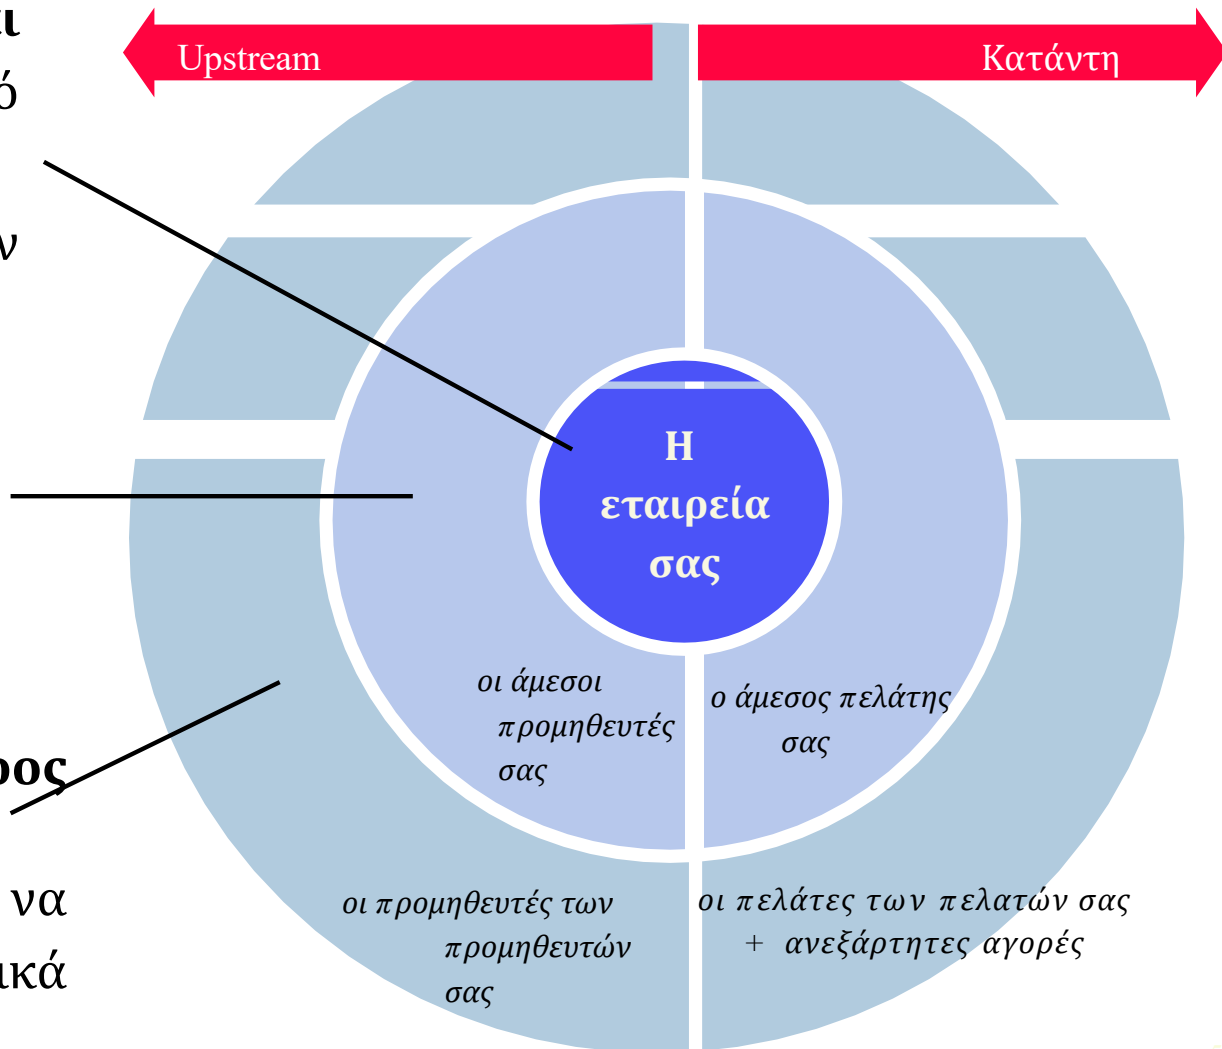 Upstream
Κατάντη
Η
εταιρεία
σας
οι άμεσοι
προμηθευτές
σας
ο άμεσος πελάτης
σας
να
οι προμηθευτές των
προμηθευτών
σας
οι πελάτες των πελατών σας
+ ανεξάρτητες αγορές